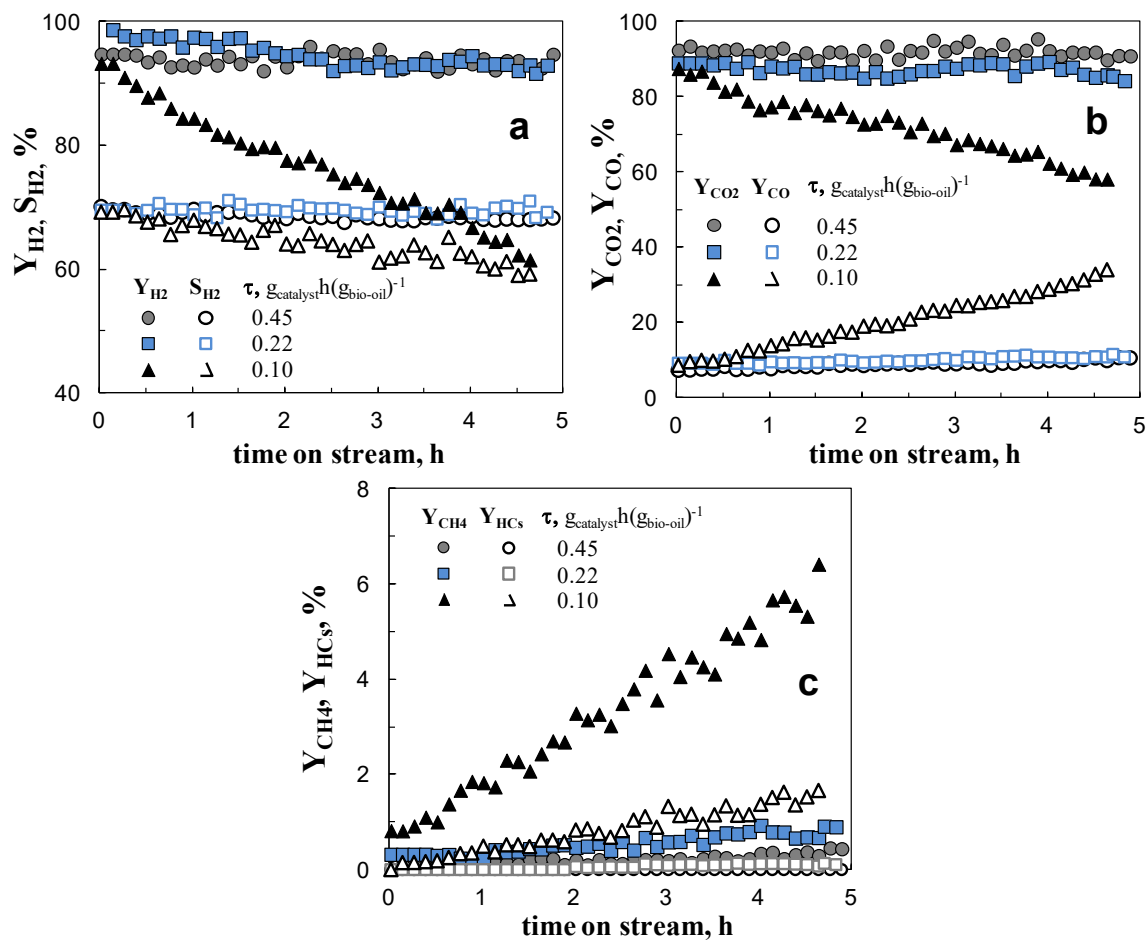 100
80
60
40
Y_H2, S_H2, %
a
Y_H2 S_H2 τ, g_catalyst h(g_bio-oil)^-1
0.45
0.22
0.10
0 1 2 3 4 5
time on stream, h
100
80
60
40
20
0
Y_CO2, Y_CO, %
b
Y_CO2 Y_CO τ, g_catalyst h(g_bio-oil)^-1
0.45
0.22
0.10
0 1 2 3 4 5
time on stream, h
8
6
4
2
0
Y_CH4, Y_HCs, %
Y_CH4 Y_HCs τ, g_catalyst h(g_bio-oil)^-1
0.45
0.22
0.10
c
0 1 2 3 4 5
time on stream, h